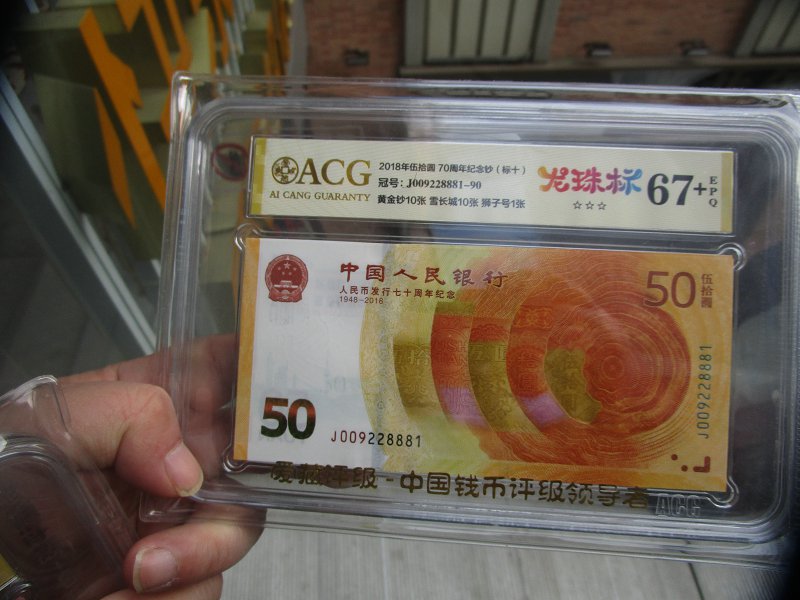 ACG
AI CANG GUARANTY
2018年伍拾圆 70周年纪念钞（标十）
冠号: J009228881-90
黄金钞10张 雪长城10张 狮子号1张
龙珠标
☆☆☆
67+
EPQ
中国人民银行
人民币发行七十周年纪念
1948-2018
50
伍拾圆
50
J009228881
J009228881
爱藏评级 - 中国钱币评级领导者
ACG